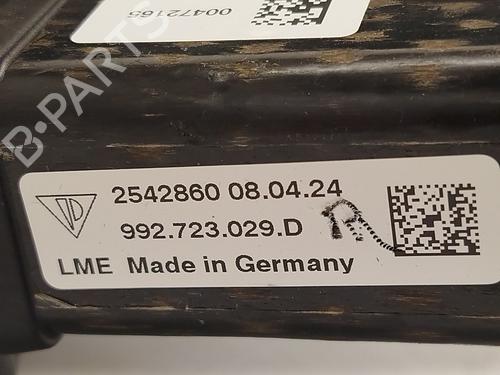 00472165
B-PARTS
2542860 08.04.24
992.723.029.D
LME Made in Germany